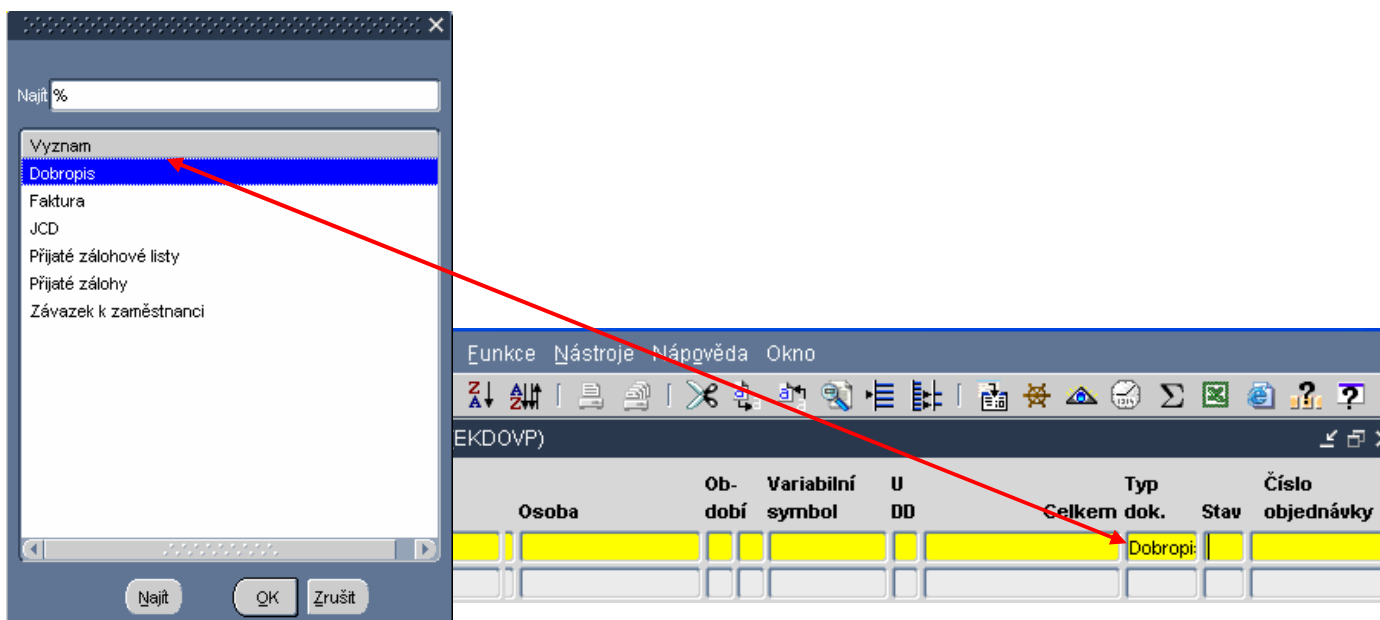 Najít %
Vyznam
Dobropis
Faktura
JCD
Přijaté zálohové listy
Přijaté zálohy
Závazek k zaměstnanci
Najít OK Zrušit
Funkce Nástroje Nápověda Okno
(EKDOVP)
Ob- Variabilní U Typ Číslo
Osoba dobí symbol DD Celkem dok. Stav objednávky
Dobropi